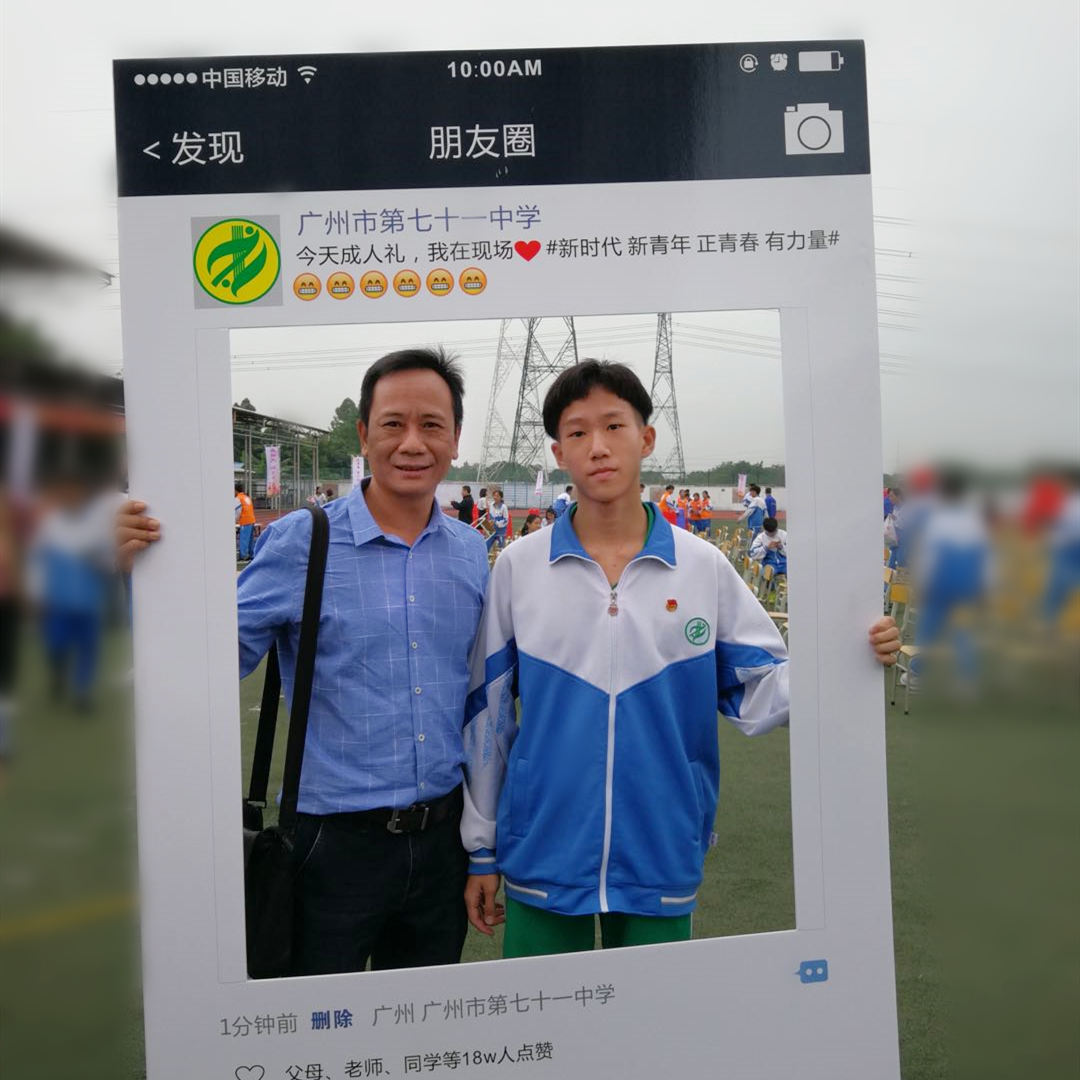 中国移动 10:00AM
< 发现 朋友圈
广州市第七十一中学
今天成人礼，我在现场❤️ #新时代 新青年 正青春 有力量#
😁😁😁😁😁😁
1分钟前 删除 广州 广州市第七十一中学
父母、老师、同学等18w人点赞